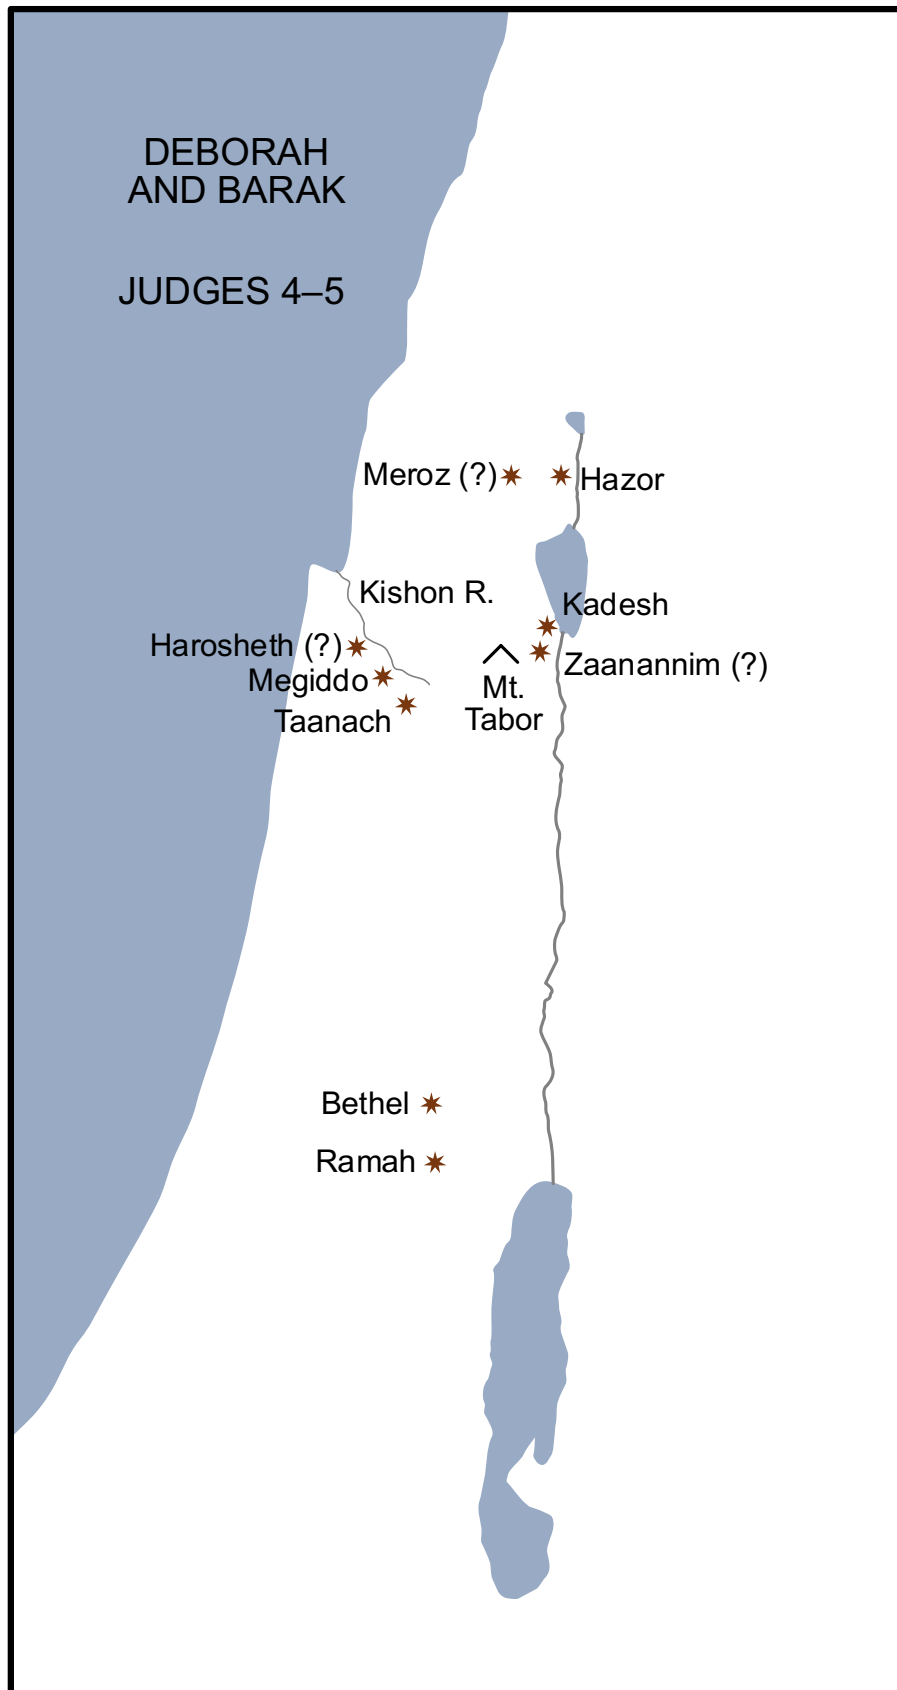 DEBORAH
AND BARAK
JUDGES 4–5
Meroz (?)
Hazor
Kishon R.
Kadesh
Harosheth (?)
Zaanannim (?)
Megiddo
Mt.
Tabor
Taanach
Bethel
Ramah